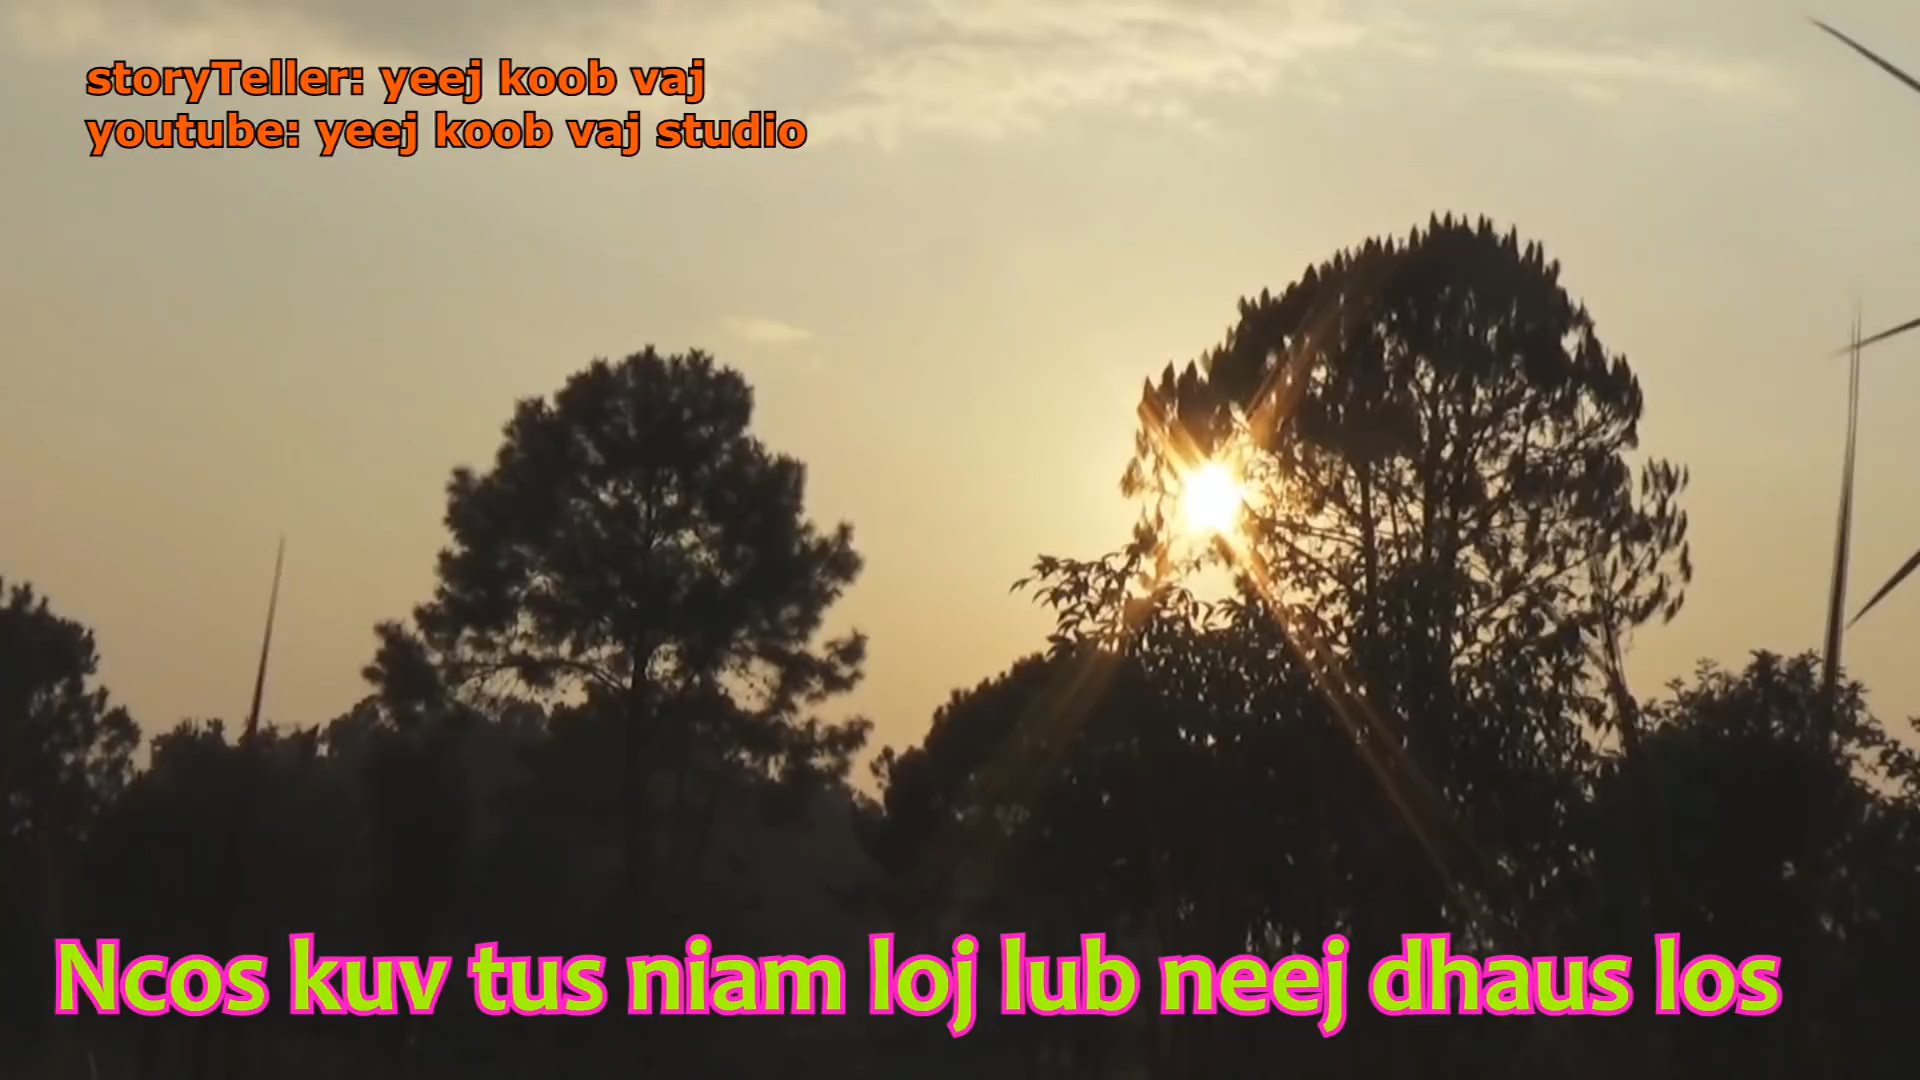 storyTeller: yeej koob vaj
youtube: yeej koob vaj studio
Ncos kuv tus niam loj lub neej dhaus los